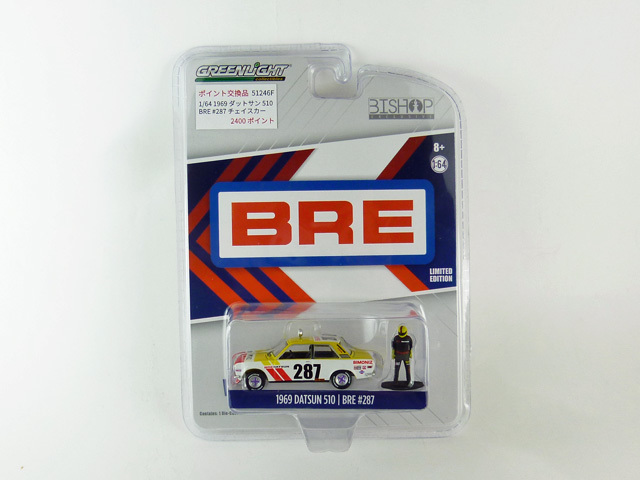 GREENLIGHT
collectibles
ポイント交換品 51246F
1/64 1969 ダットサン 510
BRE #287 チェイスカー
2400 ポイント
BISHOP
8+
1:64
BRE
LIMITED
EDITION
SIMONIZ
287
1969 DATSUN 510 | BRE #287